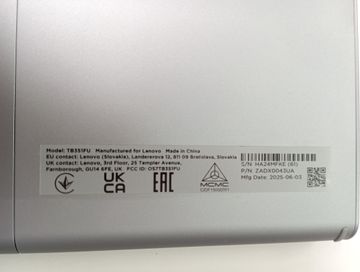 Model: TB351FU Manufactured for Lenovo Made in China
EU contact: Lenovo (Slovakia), Landererova 12, 811 09 Bratislava, Slovakia
UK contact: Lenovo, 3rd Floor, 25 Templer Avenue,
Farnborough, GU14 6FE, UK FCC ID: O57TB351FU
UK
CA
MCMC
S/N: HA24MFKE (61)
P/N: ZADX0043UA
Mfg Date: 2025-06-03